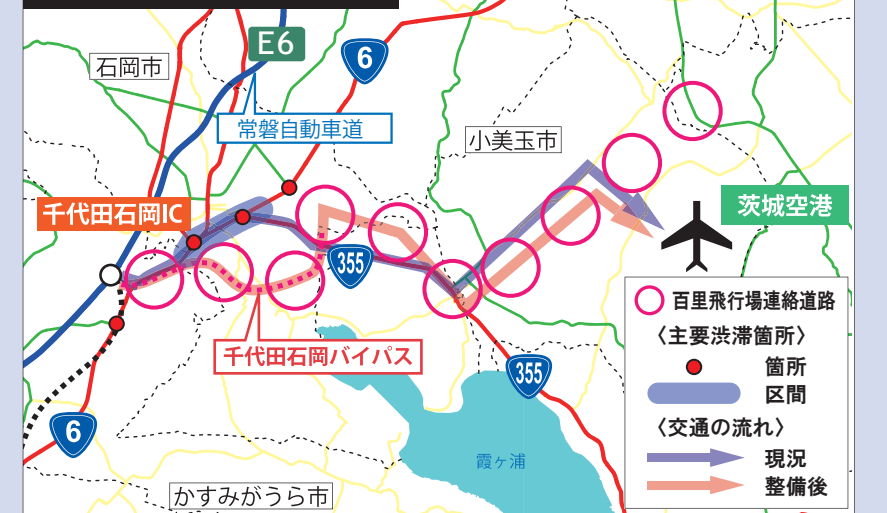 E6
6
石岡市
常磐自動車道
小美玉市
千代田石岡IC
茨城空港
355
百里飛行場連絡道路
〈主要渋滞箇所〉
箇所
区間
〈交通の流れ〉
現況
整備後
千代田石岡バイパス
355
6
霞ヶ浦
かすみがうら市